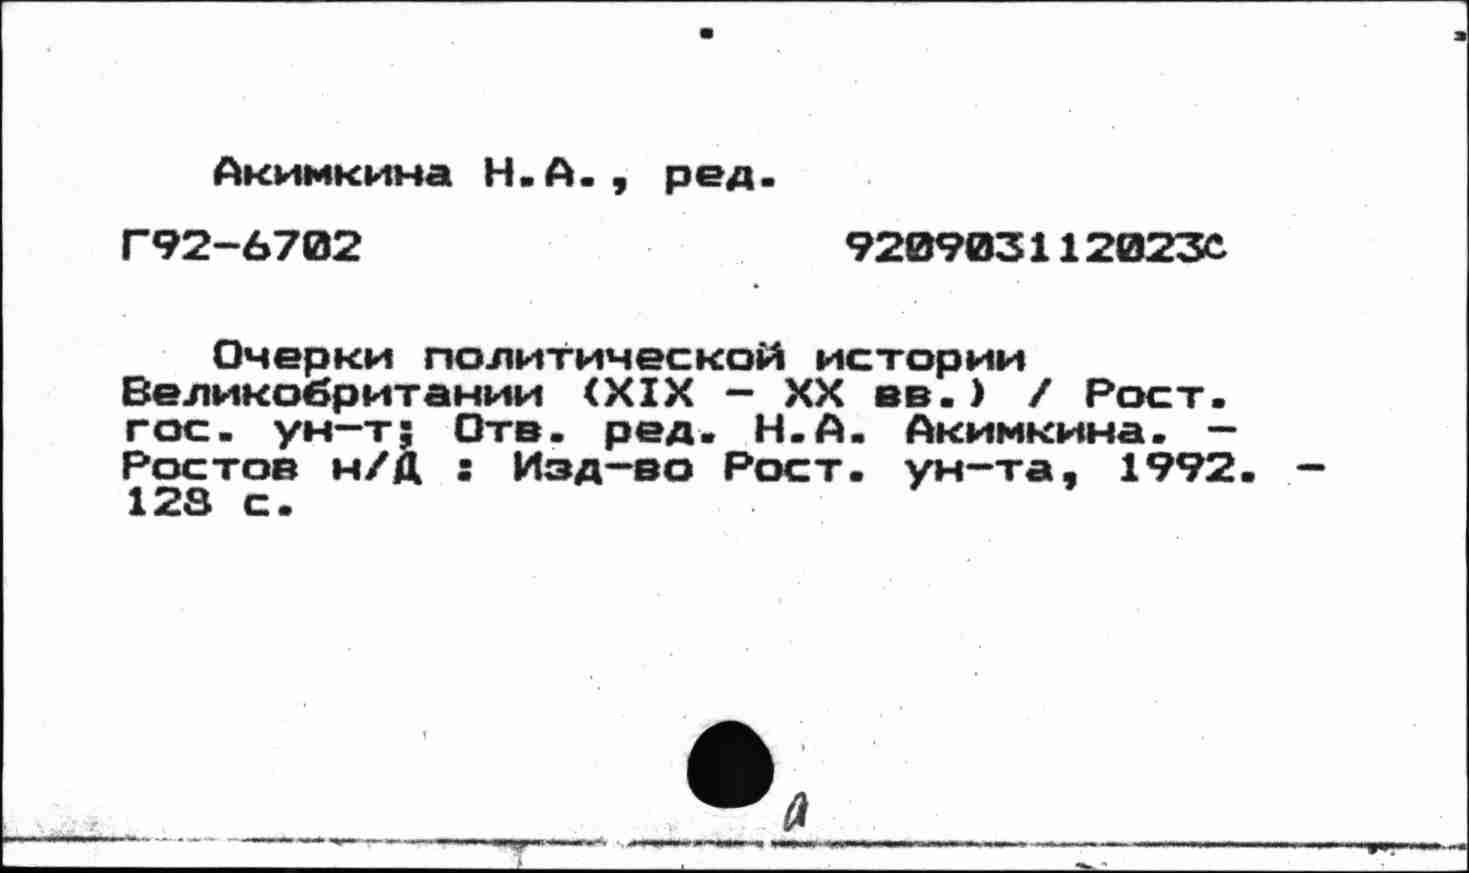 Акимкина Н.А., ред.
Г92-6702 920903112023С
Очерки политической истории
Великобритании (XIX - XX вв.) / Рост.
гос. ун-т; Отв. ред. Н.А. Акимкина. -
Ростов н/Д : Изд-во Рост. ун-та, 1992. -
128 с.
а